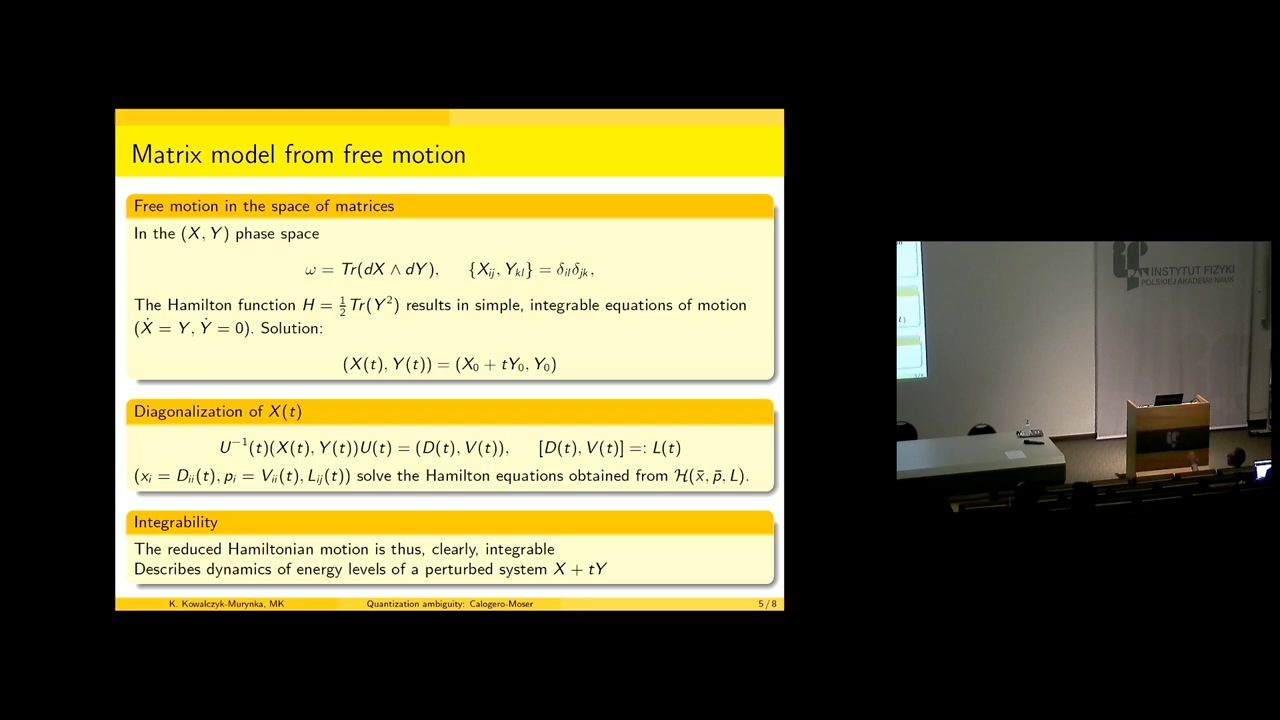 Matrix model from free motion
Free motion in the space of matrices
In the (X, Y) phase space
ω = Tr(dX ∧ dY), {X_ij, Y_kl} = δ_il δ_jk,
The Hamilton function H = ½ Tr(Y²) results in simple, integrable equations of motion
(Ẋ = Y, Ẏ = 0). Solution:
(X(t), Y(t)) = (X₀ + tY₀, Y₀)
Diagonalization of X(t)
U⁻¹(t)(X(t), Y(t))U(t) = (D(t), V(t)), [D(t), V(t)] =: L(t)
(x_i = D_ii(t), p_i = V_ii(t), L_ij(t)) solve the Hamilton equations obtained from ℋ(x̄, p̄, L).
Integrability
The reduced Hamiltonian motion is thus, clearly, integrable
Describes dynamics of energy levels of a perturbed system X + tY
K. Kowalczyk-Murynka, MK Quantization ambiguity: Calogero-Moser 5 / 8
INSTYTUT FIZYKI
POLSKIEJ AKADEMII NAUK